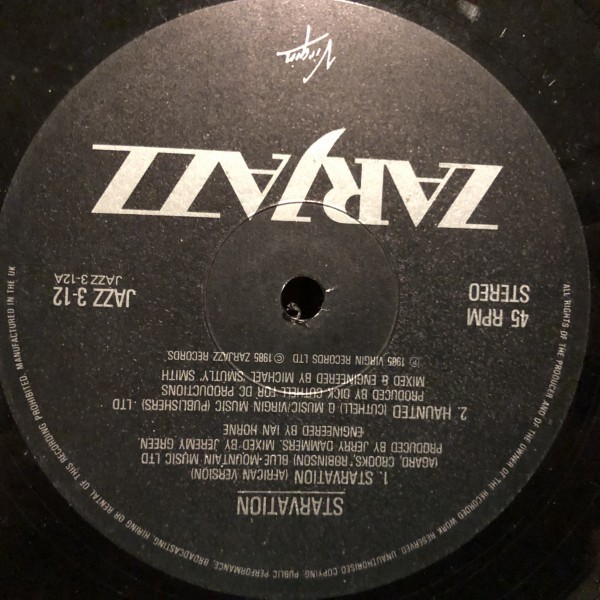 Virgin
ZARJAZZ
45 RPM
STEREO
JAZZ 3-12
JAZZ 3-12A
℗ 1985 VIRGIN RECORDS LTD © 1985 ZARJAZZ RECORDS.
STARVATION
1. STARVATION (AFRICAN VERSION)
(AGARD, CROOKS, ROBINSON) BLUE MOUNTAIN MUSIC LTD
PRODUCED BY JERRY DAMMERS. MIXED BY JEREMY GREEN.
ENGINEERED BY IAN HORNE
2. HAUNTED (CUTHELL) Q MUSIC/VIRGIN MUSIC (PUBLISHERS) LTD
PRODUCED BY DICK CUTHELL FOR DC PRODUCTIONS
MIXED & ENGINEERED BY MICHAEL 'SMUTLY' SMITH
ALL RIGHTS OF THE PRODUCER AND OF THE OWNER OF THE RECORDED WORK RESERVED. UNAUTHORISED COPYING, PUBLIC PERFORMANCE, BROADCASTING, HIRING OR RENTAL OF THIS RECORDING PROHIBITED. MANUFACTURED IN THE UK